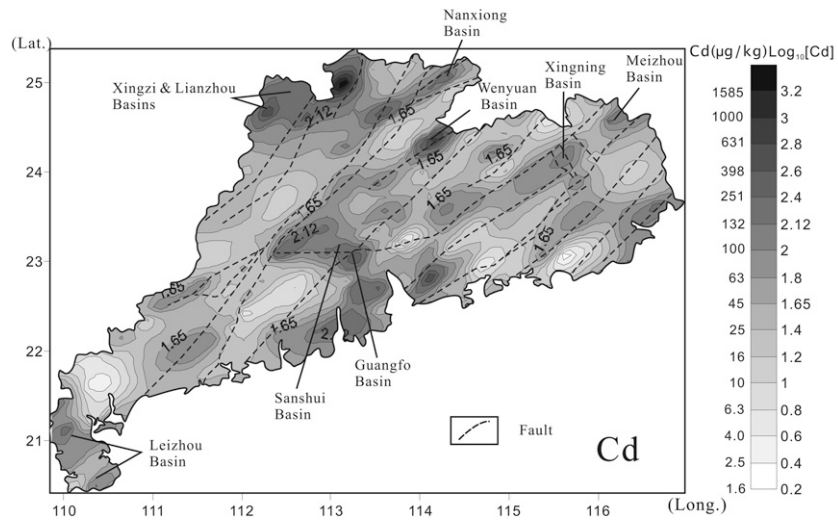 Nanxiong
Basin
Cd(μg/kg) Log₁₀[Cd]
(Lat.)
Xingning
Basin
Meizhou
Basin
Wenyuan
Basin
Xingzi & Lianzhou
Basins
25
24
23
22
21
2.12
1.65
1.65
1.65
1.65
1.65
2.12
1.65
1.65
1.65
1.65
2.
Guangfo
Basin
Sanshui
Basin
Leizhou
Basin
Fault
Cd
110 111 112 113 114 115 116
(Long.)
3.2
1585 3
1000 2.8
631 2.6
398 2.4
251 2.12
132 2
100 1.8
63 1.65
45 1.4
25 1.2
16 1
10 0.8
6.3 0.6
4.0 0.4
2.5 0.2
1.6